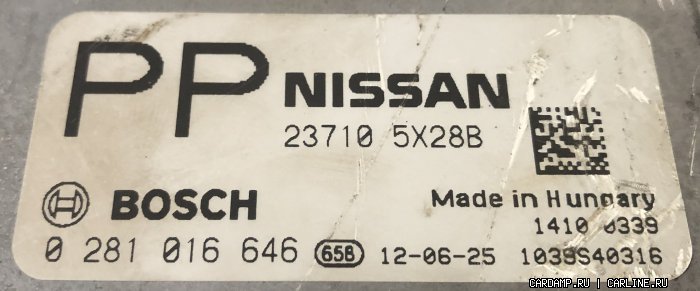 PP NISSAN
23710 5X28B
BOSCH Made in Hungary
1410 0339
0 281 016 646 658 12-06-25 1039S40316
CARDAMP.RU | CARLINE.RU